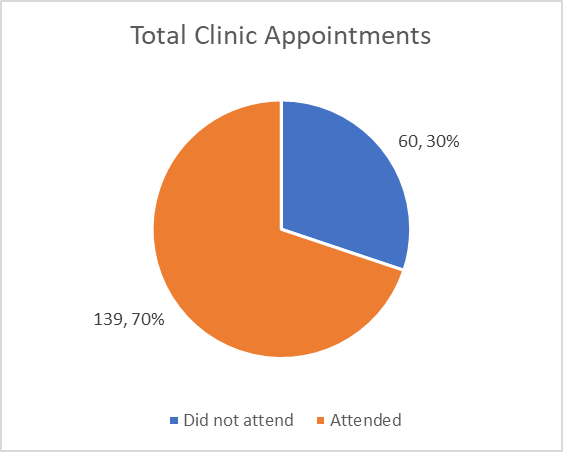 Total Clinic Appointments
60, 30%
139, 70%
Did not attend Attended